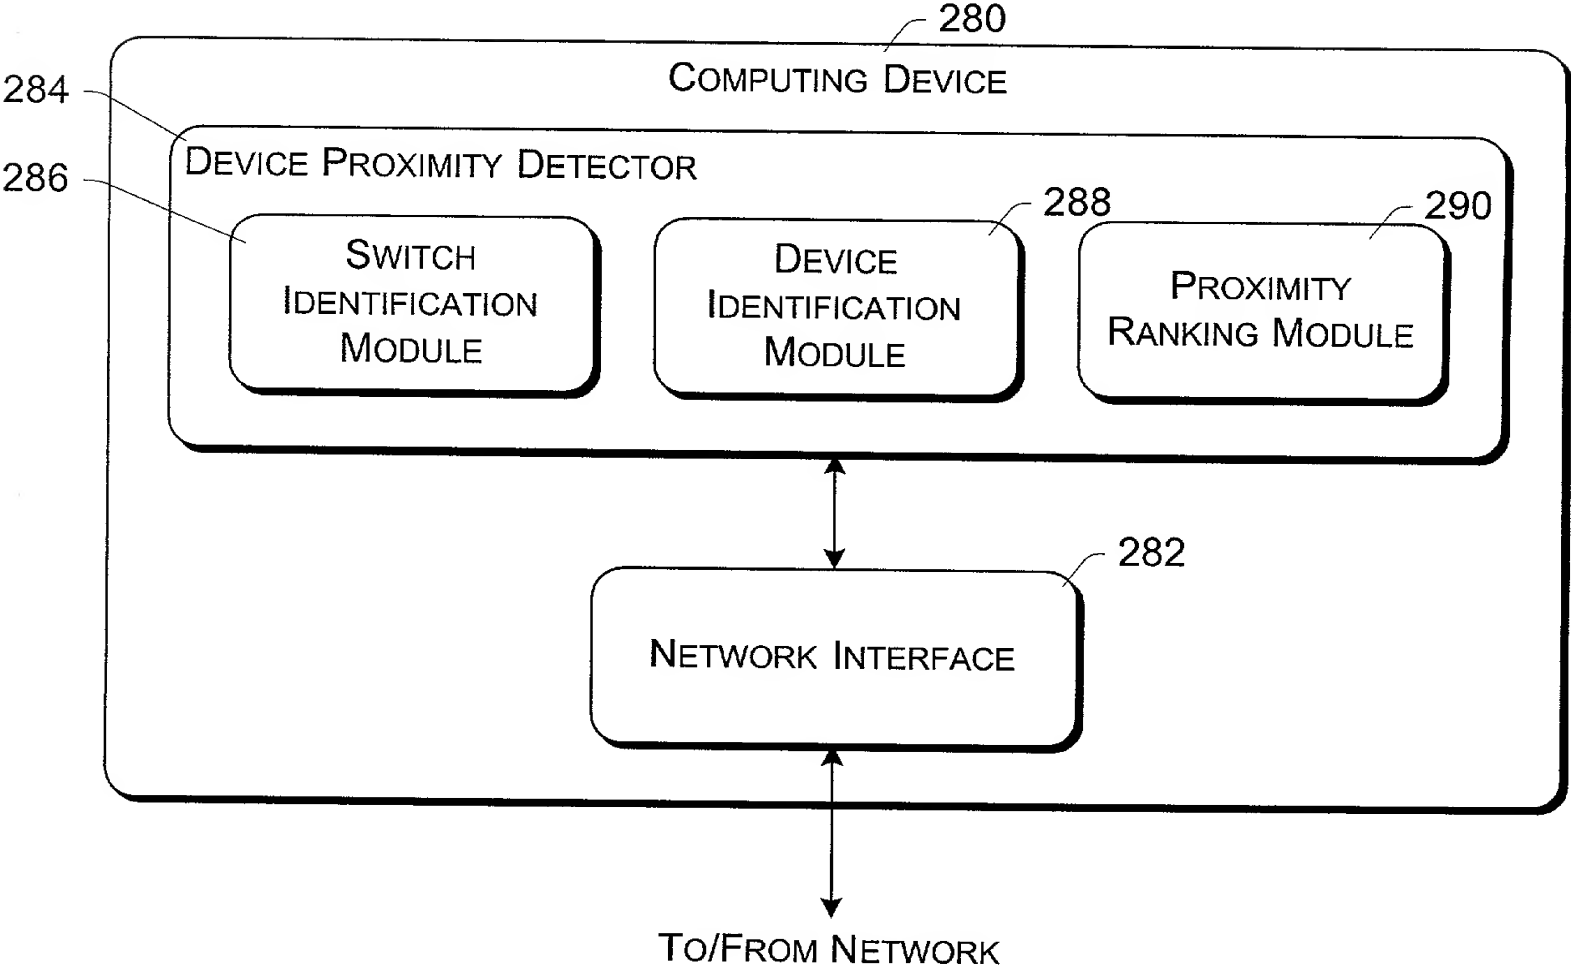 280
COMPUTING DEVICE
284
DEVICE PROXIMITY DETECTOR
286
SWITCH
IDENTIFICATION
MODULE
288
DEVICE
IDENTIFICATION
MODULE
290
PROXIMITY
RANKING MODULE
282
NETWORK INTERFACE
TO/FROM NETWORK